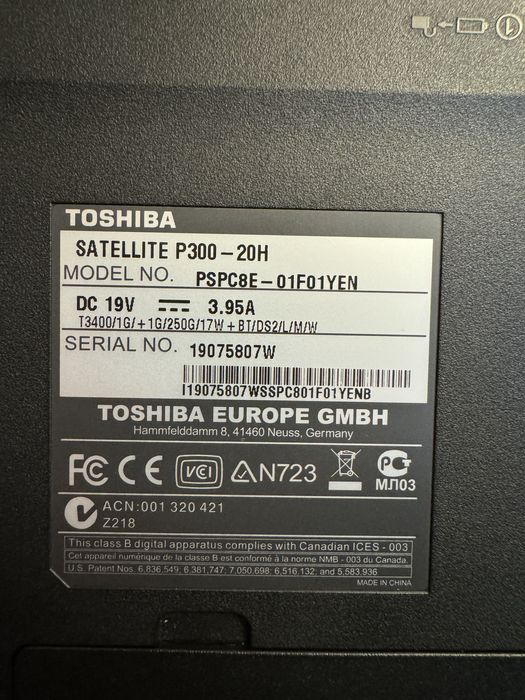 TOSHIBA
SATELLITE P300-20H
MODEL NO. PSPC8E-01F01YEN
DC 19V 3.95A
T3400/1G/+1G/250G/17W+BT/DS2/L/M/W
SERIAL NO. 19075807W
I19075807WSSPC801F01YENB
TOSHIBA EUROPE GMBH
Hammfelddamm 8, 41460 Neuss, Germany
FC CE VCI N723 PG
МЛ03
ACN:001 320 421
Z218
This class B digital apparatus complies with Canadian ICES - 003
Cet appareil numérique de la classe B est conforme à la norme NMB - 003 du Canada.
U.S. Patent Nos. 6,836,549; 6,381,747; 7,050,698; 6,516,132; and 5,583,936
MADE IN CHINA